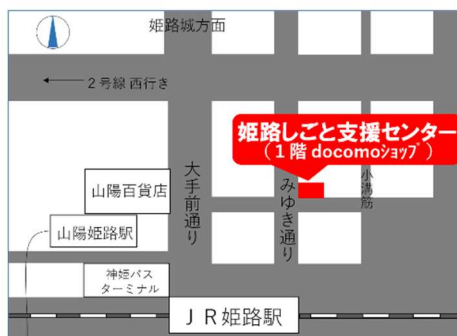 姫路城方面
２号線 西行き
姫路しごと支援センター
（１階 docomoｼｮｯﾌﾟ）
大手前通り
みゆき通り
小溝筋
山陽百貨店
山陽姫路駅
神姫バス
ターミナル
ＪＲ姫路駅